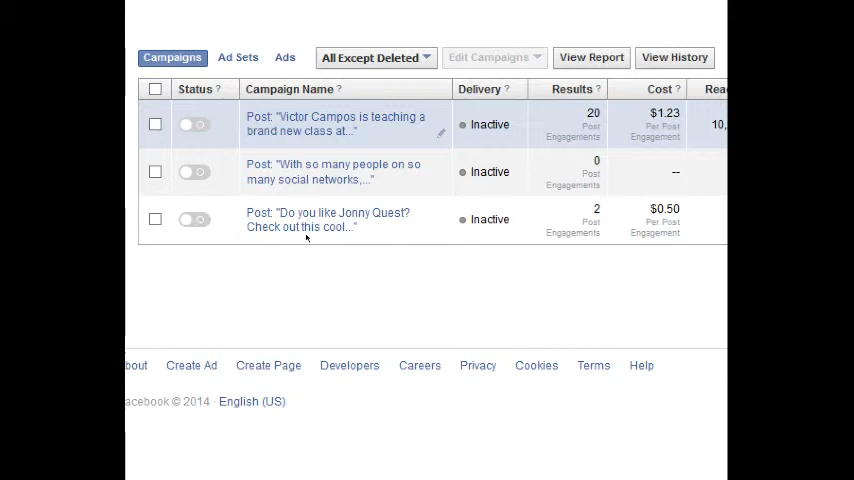 Campaigns Ad Sets Ads All Except Deleted Edit Campaigns View Report View History
Status ? Campaign Name ? Delivery ? Results ? Cost ?
Post: "Victor Campos is teaching a
brand new class at..."
Inactive
20
Post
Engagements
$1.23
Per Post
Engagement
10,
Post: "With so many people on so
many social networks,..."
Inactive
0
Post
Engagements
--
Post: "Do you like Jonny Quest?
Check out this cool..."
Inactive
2
Post
Engagements
$0.50
Per Post
Engagement
bout Create Ad Create Page Developers Careers Privacy Cookies Terms Help
acebook © 2014 · English (US)